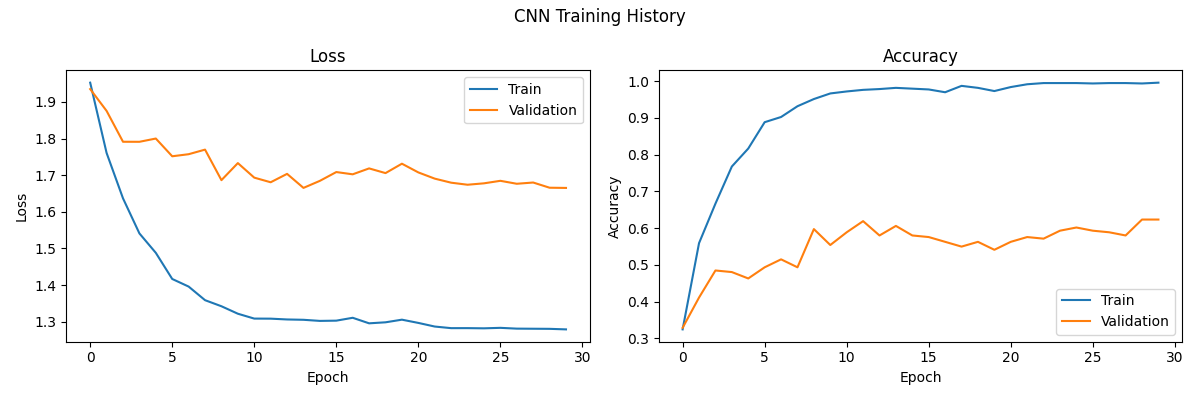 CNN Training History
Loss
Loss
1.9
1.8
1.7
1.6
1.5
1.4
1.3
0 5 10 15 20 25 30
Epoch
Train
Validation
Accuracy
Accuracy
1.0
0.9
0.8
0.7
0.6
0.5
0.4
0.3
0 5 10 15 20 25 30
Epoch
Train
Validation